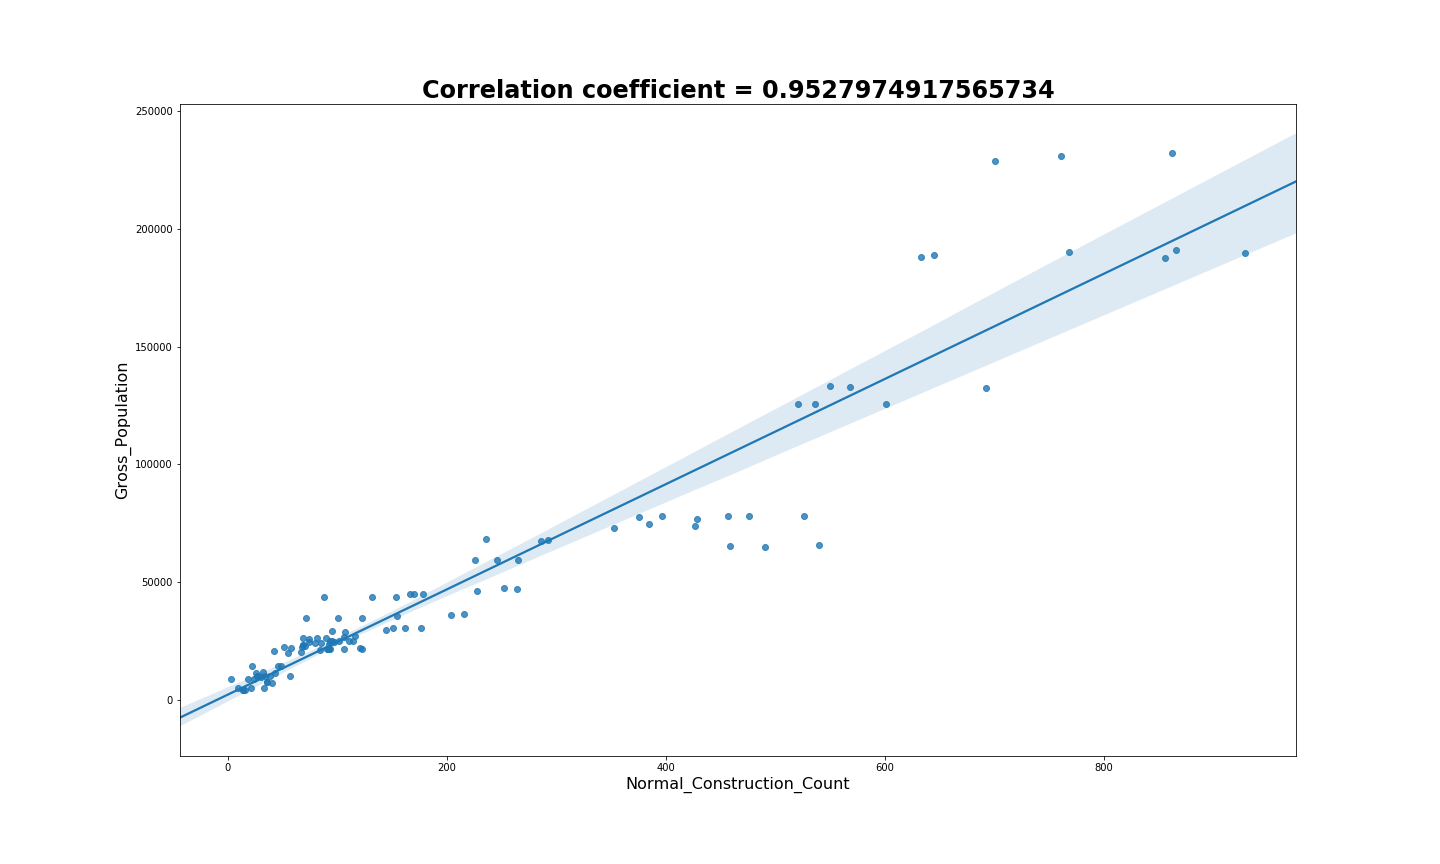 Correlation coefficient = 0.9527974917565734
250000
200000
150000
100000
50000
0
Gross_Population
0 200 400 600 800
Normal_Construction_Count